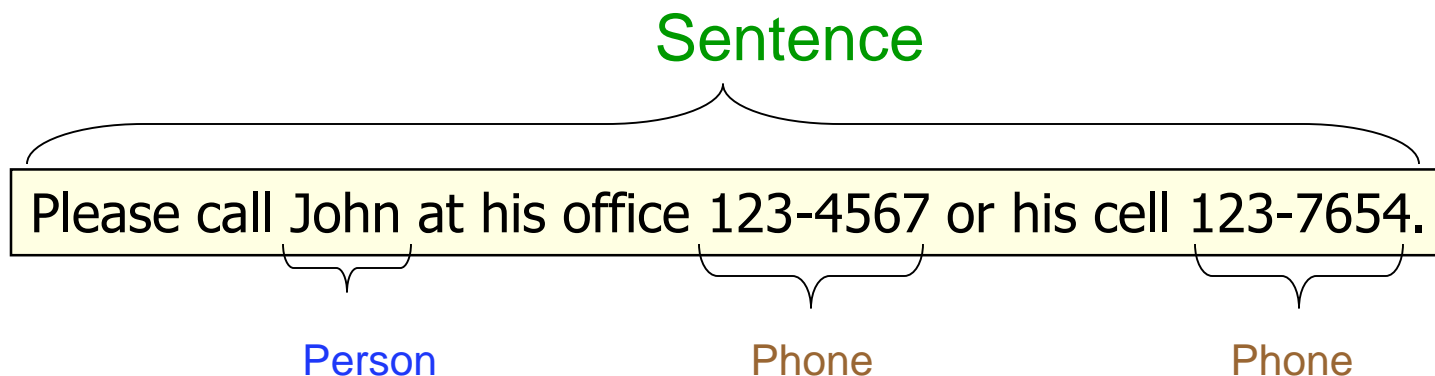 Sentence
Please call John at his office 123-4567 or his cell 123-7654.
Person Phone Phone